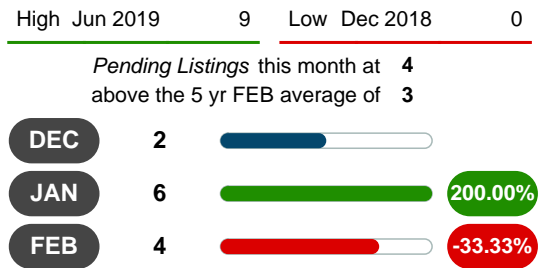 High Jun 2019 9 Low Dec 2018 0
Pending Listings this month at 4
above the 5 yr FEB average of 3
DEC 2
JAN 6 200.00%
FEB 4 -33.33%